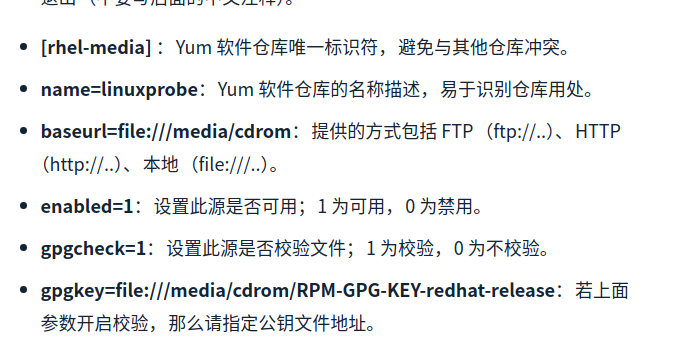 [rhel-media] ：Yum 软件仓库唯一标识符，避免与其他仓库冲突。
name=linuxprobe：Yum 软件仓库的名称描述，易于识别仓库用处。
baseurl=file:///media/cdrom：提供的方式包括 FTP（ftp://..）、HTTP
（http://..）、本地（file:///..）。
enabled=1：设置此源是否可用；1 为可用，0 为禁用。
gpgcheck=1：设置此源是否校验文件；1 为校验，0 为不校验。
gpgkey=file:///media/cdrom/RPM-GPG-KEY-redhat-release：若上面
参数开启校验，那么请指定公钥文件地址。